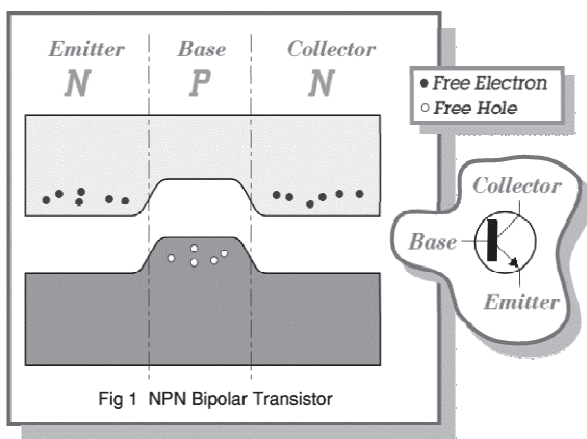 Emitter Base Collector
N P N
Free Electron
Free Hole
Collector
Base
Emitter
Fig 1 NPN Bipolar Transistor